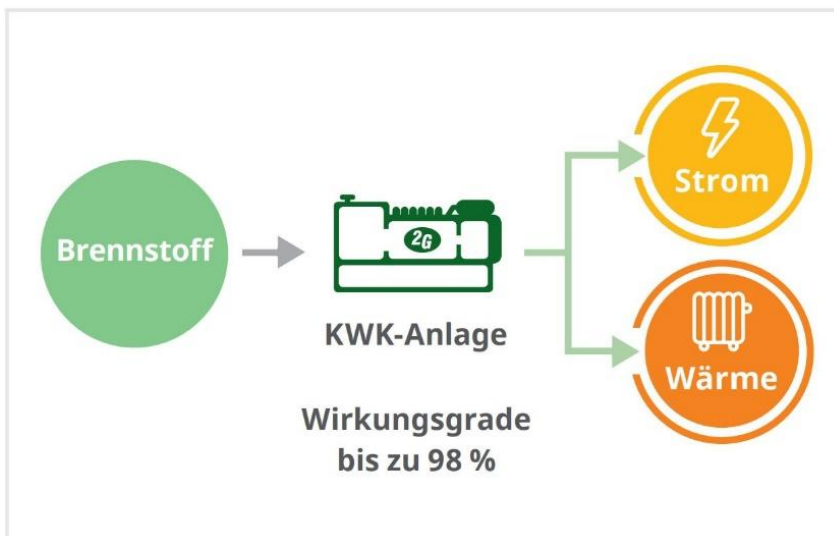 Brennstoff
2G
KWK-Anlage
Wirkungsgrade
bis zu 98 %
Strom
Wärme